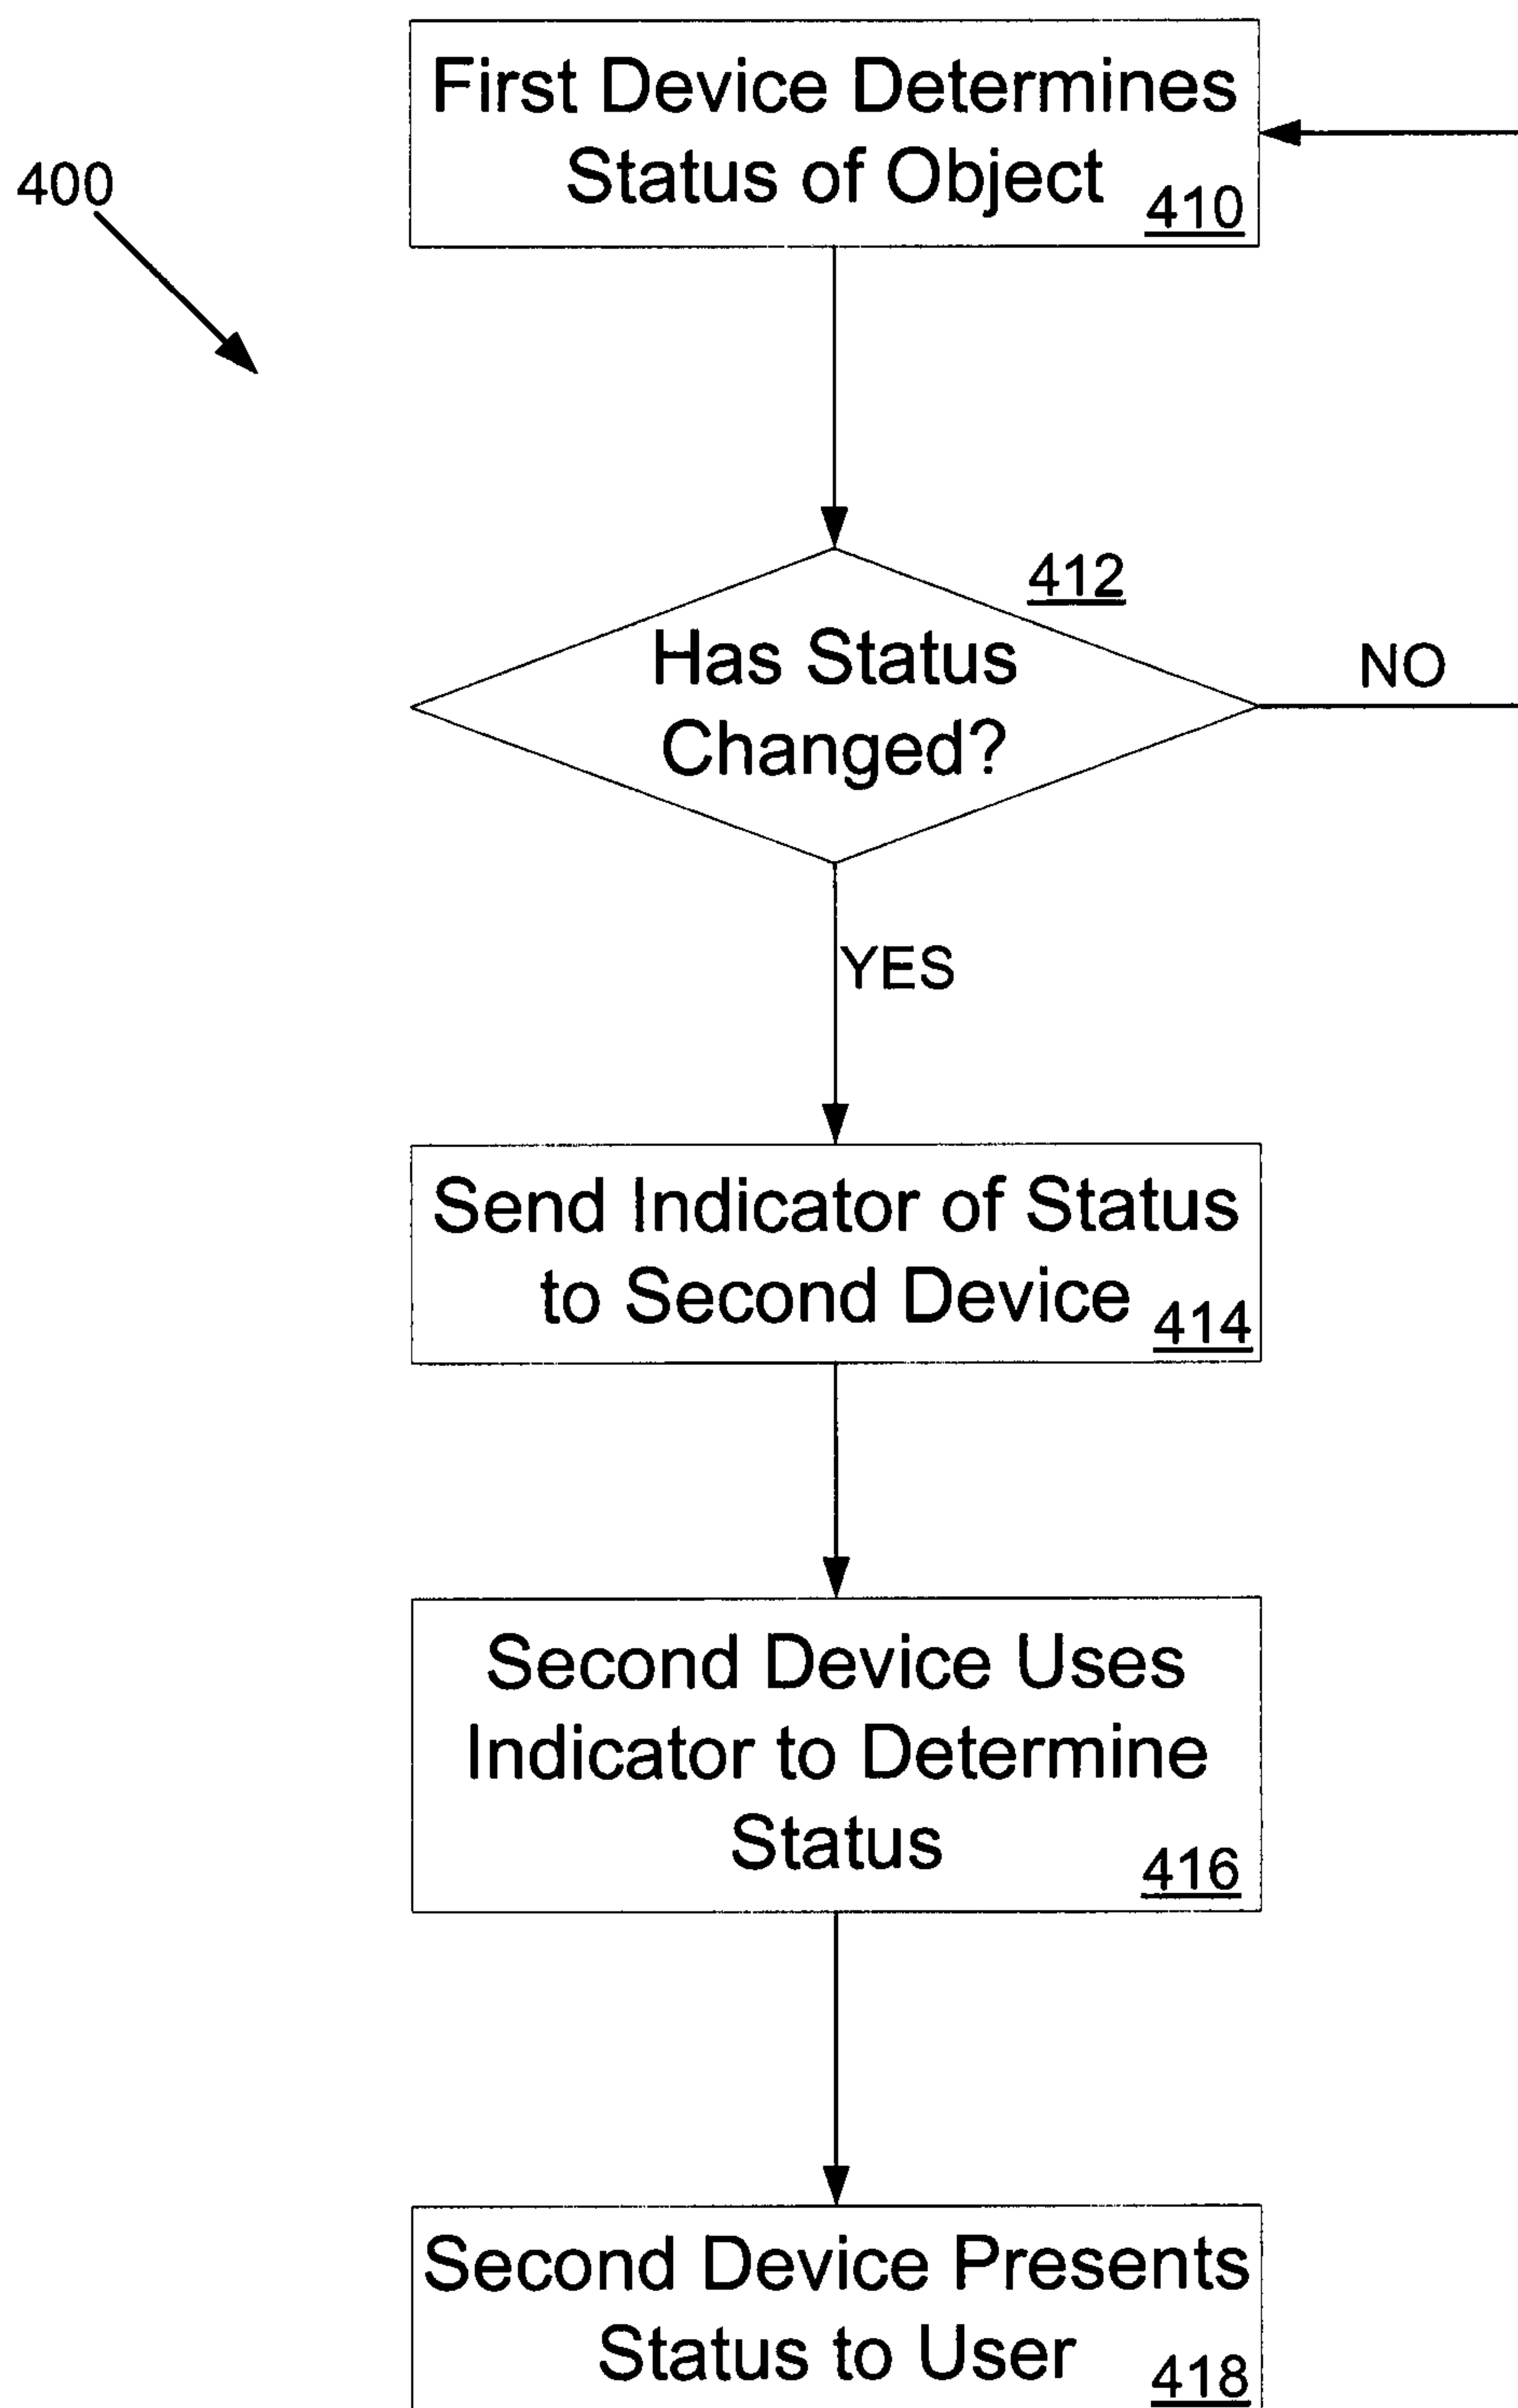 First Device Determines
Status of Object
410
400
412
Has Status
Changed?
NO
YES
Send Indicator of Status
to Second Device
414
Second Device Uses
Indicator to Determine
Status
416
Second Device Presents
Status to User
418